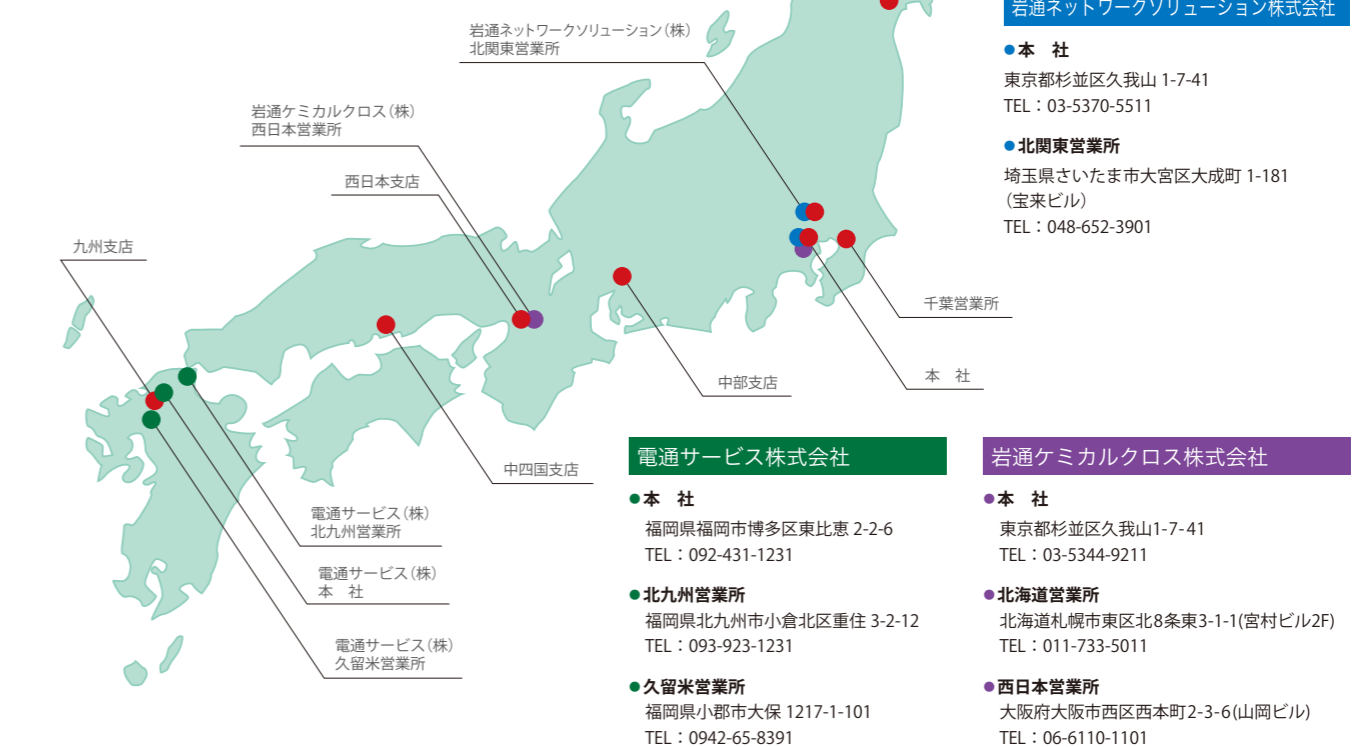 岩通ネットワークソリューション(株)
北関東営業所
岩通ケミカルクロス(株)
西日本営業所
西日本支店
九州支店
千葉営業所
本　社
中部支店
中四国支店
電通サービス(株)
北九州営業所
電通サービス(株)
本　社
電通サービス(株)
久留米営業所
岩通ネットワークソリューション株式会社
●本　社
東京都杉並区久我山 1-7-41
TEL：03-5370-5511
●北関東営業所
埼玉県さいたま市大宮区大成町 1-181
（宝来ビル）
TEL：048-652-3901
電通サービス株式会社
●本　社
福岡県福岡市博多区東比恵 2-2-6
TEL：092-431-1231
●北九州営業所
福岡県北九州市小倉北区重住 3-2-12
TEL：093-923-1231
●久留米営業所
福岡県小郡市大保 1217-1-101
TEL：0942-65-8391
岩通ケミカルクロス株式会社
●本　社
東京都杉並区久我山1-7-41
TEL：03-5344-9211
●北海道営業所
北海道札幌市東区北8条東3-1-1(宮村ビル2F)
TEL：011-733-5011
●西日本営業所
大阪府大阪市西区西本町2-3-6(山岡ビル)
TEL：06-6110-1101